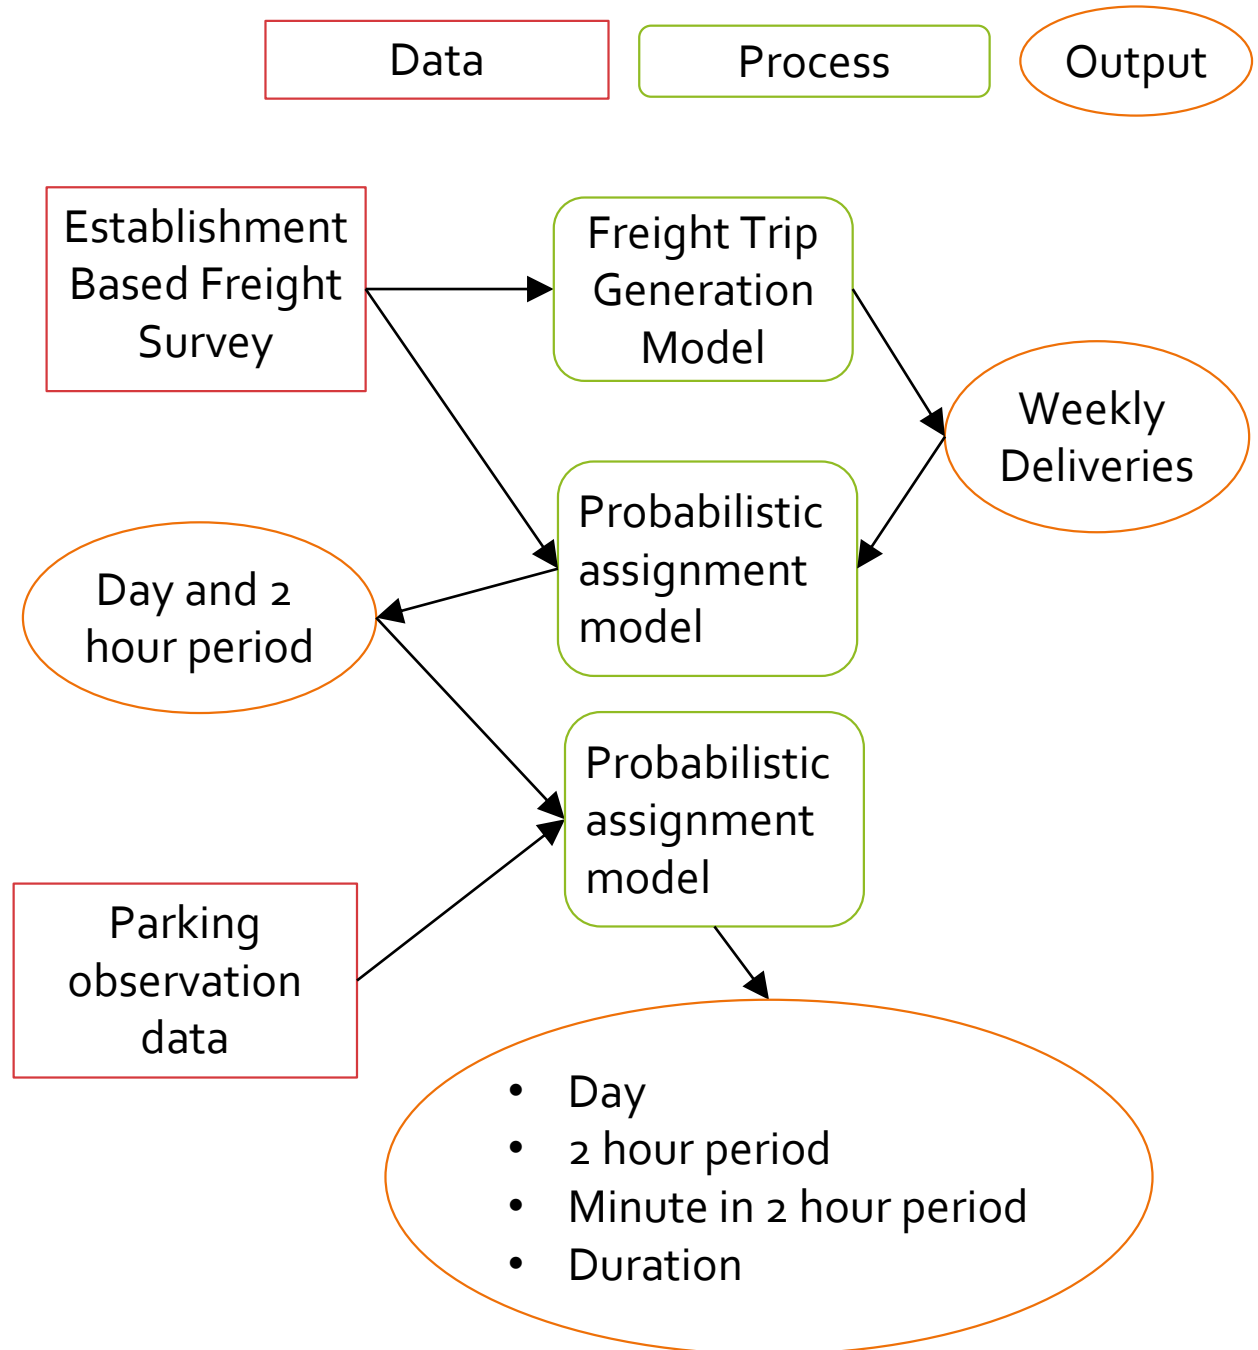 Data
Process
Output
Establishment
Based Freight
Survey
Freight Trip
Generation
Model
Weekly
Deliveries
Probabilistic
assignment
model
Day and 2
hour period
Probabilistic
assignment
model
Parking
observation
data
• Day
• 2 hour period
• Minute in 2 hour period
• Duration